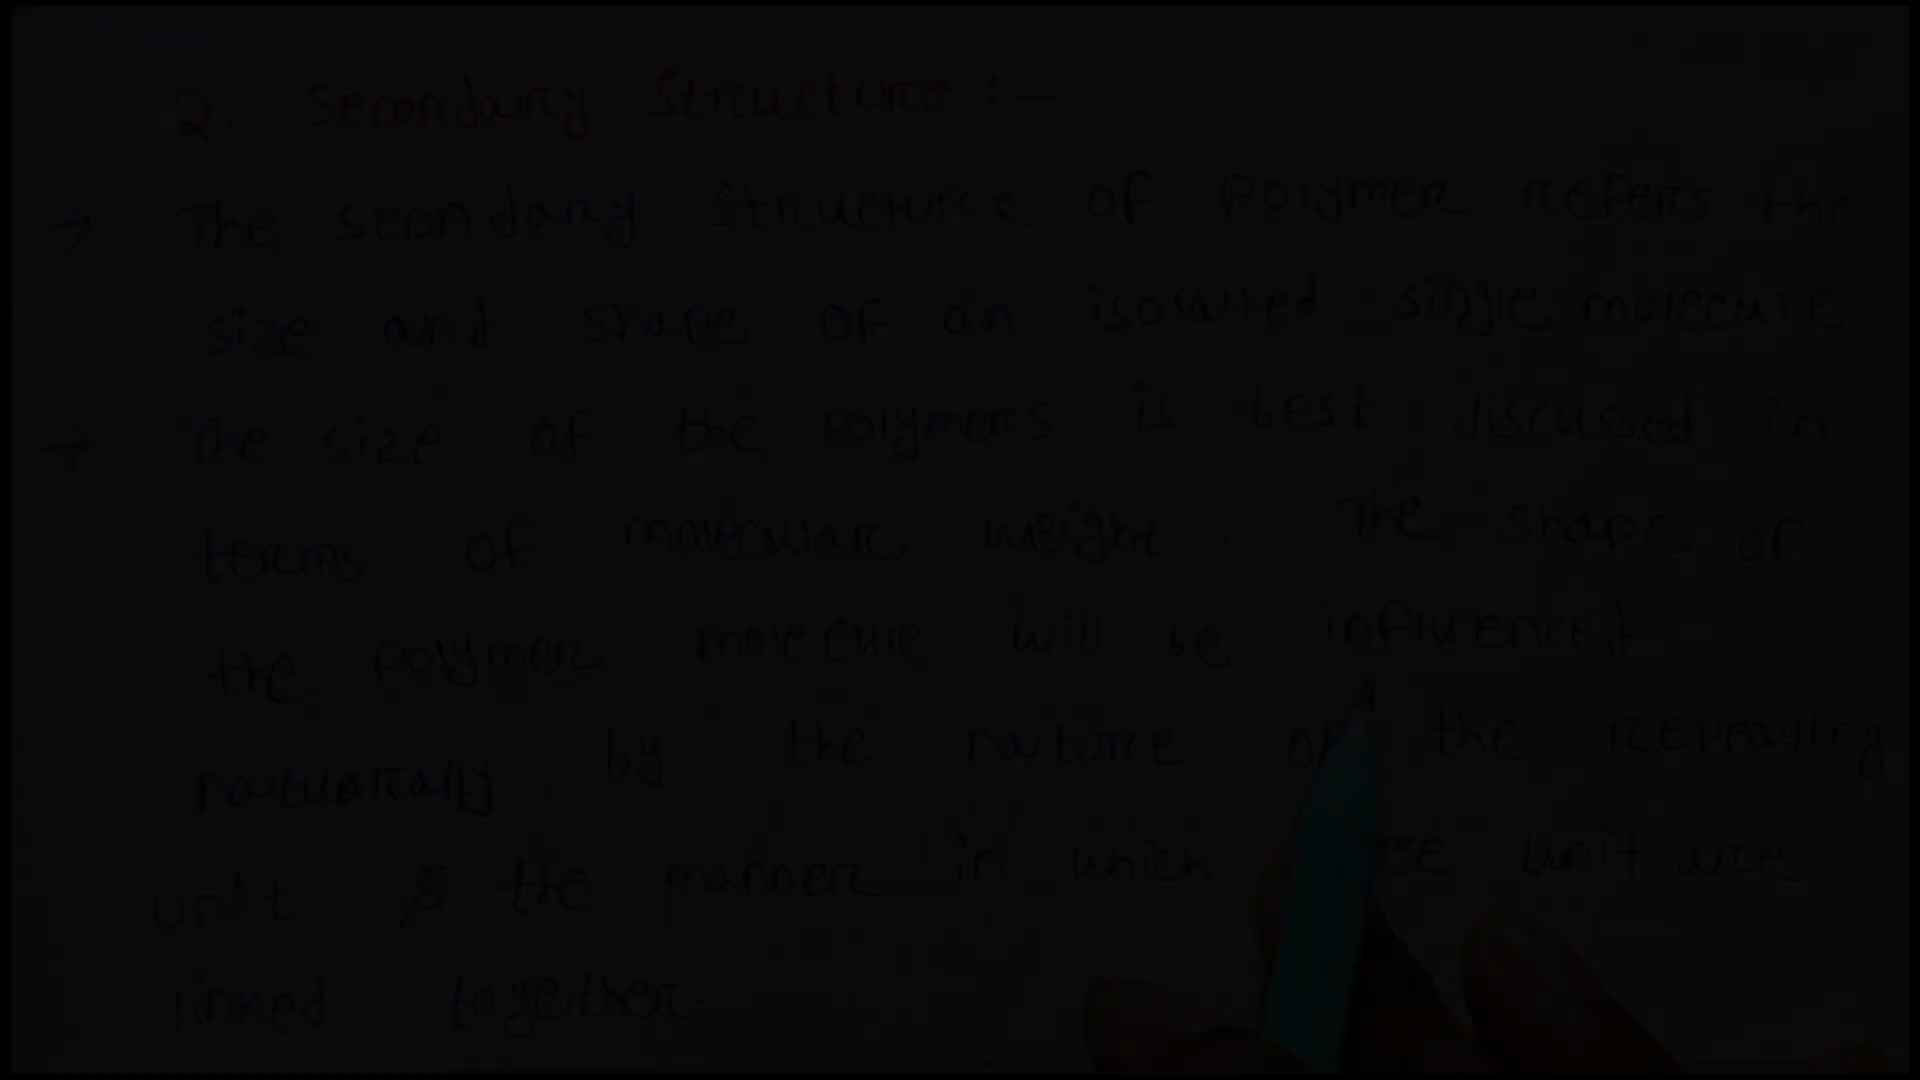 2. Secondary Structure :-
→ The seondary structure of polymer refers the
size and shape of an isolated single molecule
→ The size of the polymers is best discussed in
terms of molecular weight. The shape of
the polymer molecule will be influenced
naturally by the nature of the repeating
unit & the manner in which unit are
linked together